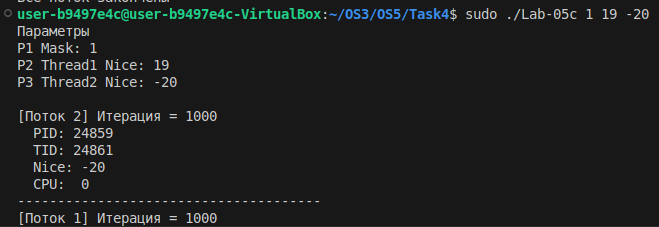 user-b9497e4c@user-b9497e4c-VirtualBox:~/OS3/OS5/Task4$ sudo ./Lab-05c 1 19 -20
Параметры
P1 Mask: 1
P2 Thread1 Nice: 19
P3 Thread2 Nice: -20
[Поток 2] Итерация = 1000
PID: 24859
TID: 24861
Nice: -20
CPU: 0
--------------------------------------
[Поток 1] Итерация = 1000